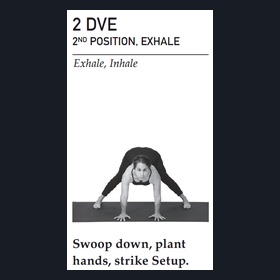 2 DVE
2ND POSITION, EXHALE
Exhale, Inhale
Swoop down, plant
hands, strike Setup.